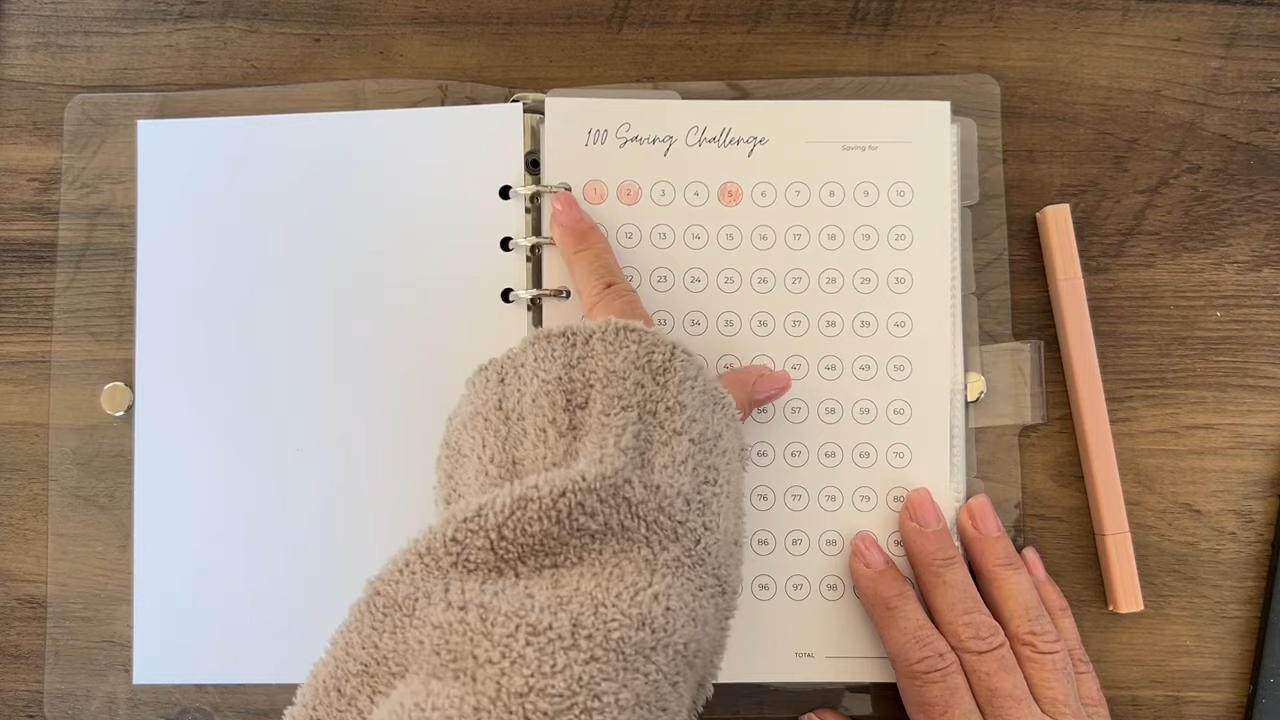 100 Saving Challenge
Saving for
1 2 3 4 5 6 7 8 9 10
12 13 14 15 16 17 18 19 20
22 23 24 25 26 27 28 29 30
33 34 35 36 37 38 39 40
45 47 48 49 50
56 57 58 59 60
66 67 68 69 70
76 77 78 79 80
86 87 88 90
96 97 98
TOTAL